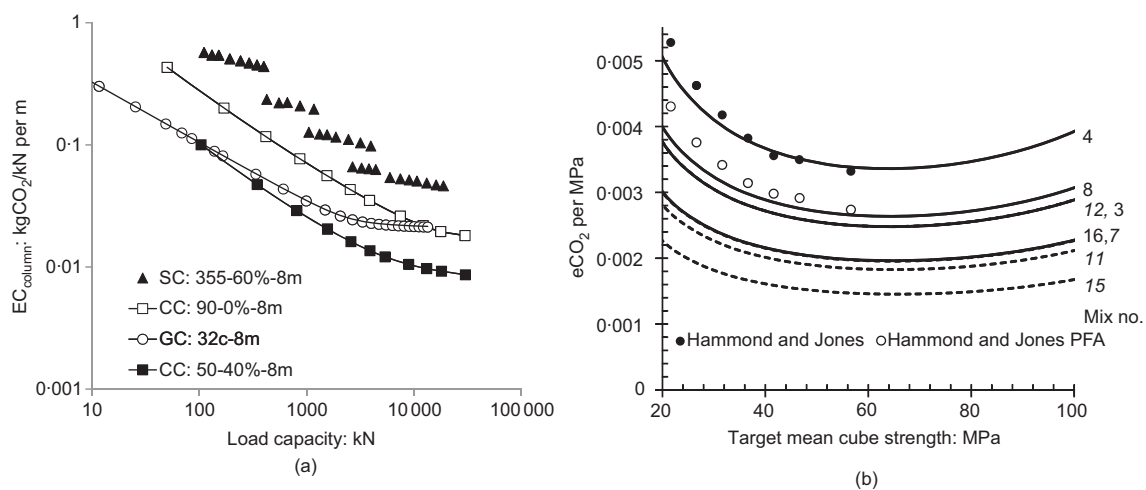 (a)
EC_column: kgCO₂/kN per m
1
0·1
0·01
0·001
SC: 355-60%-8m
CC: 90-0%-8m
GC: 32c-8m
CC: 50-40%-8m
10 100 1000 10 000 100 000
Load capacity: kN
(a)
(b)
eCO₂ per MPa
0·005
0·004
0·003
0·002
0·001
0
4
8
12, 3
16,7
11
15
Mix no.
Hammond and Jones Hammond and Jones PFA
20 40 60 80 100
Target mean cube strength: MPa
(b)